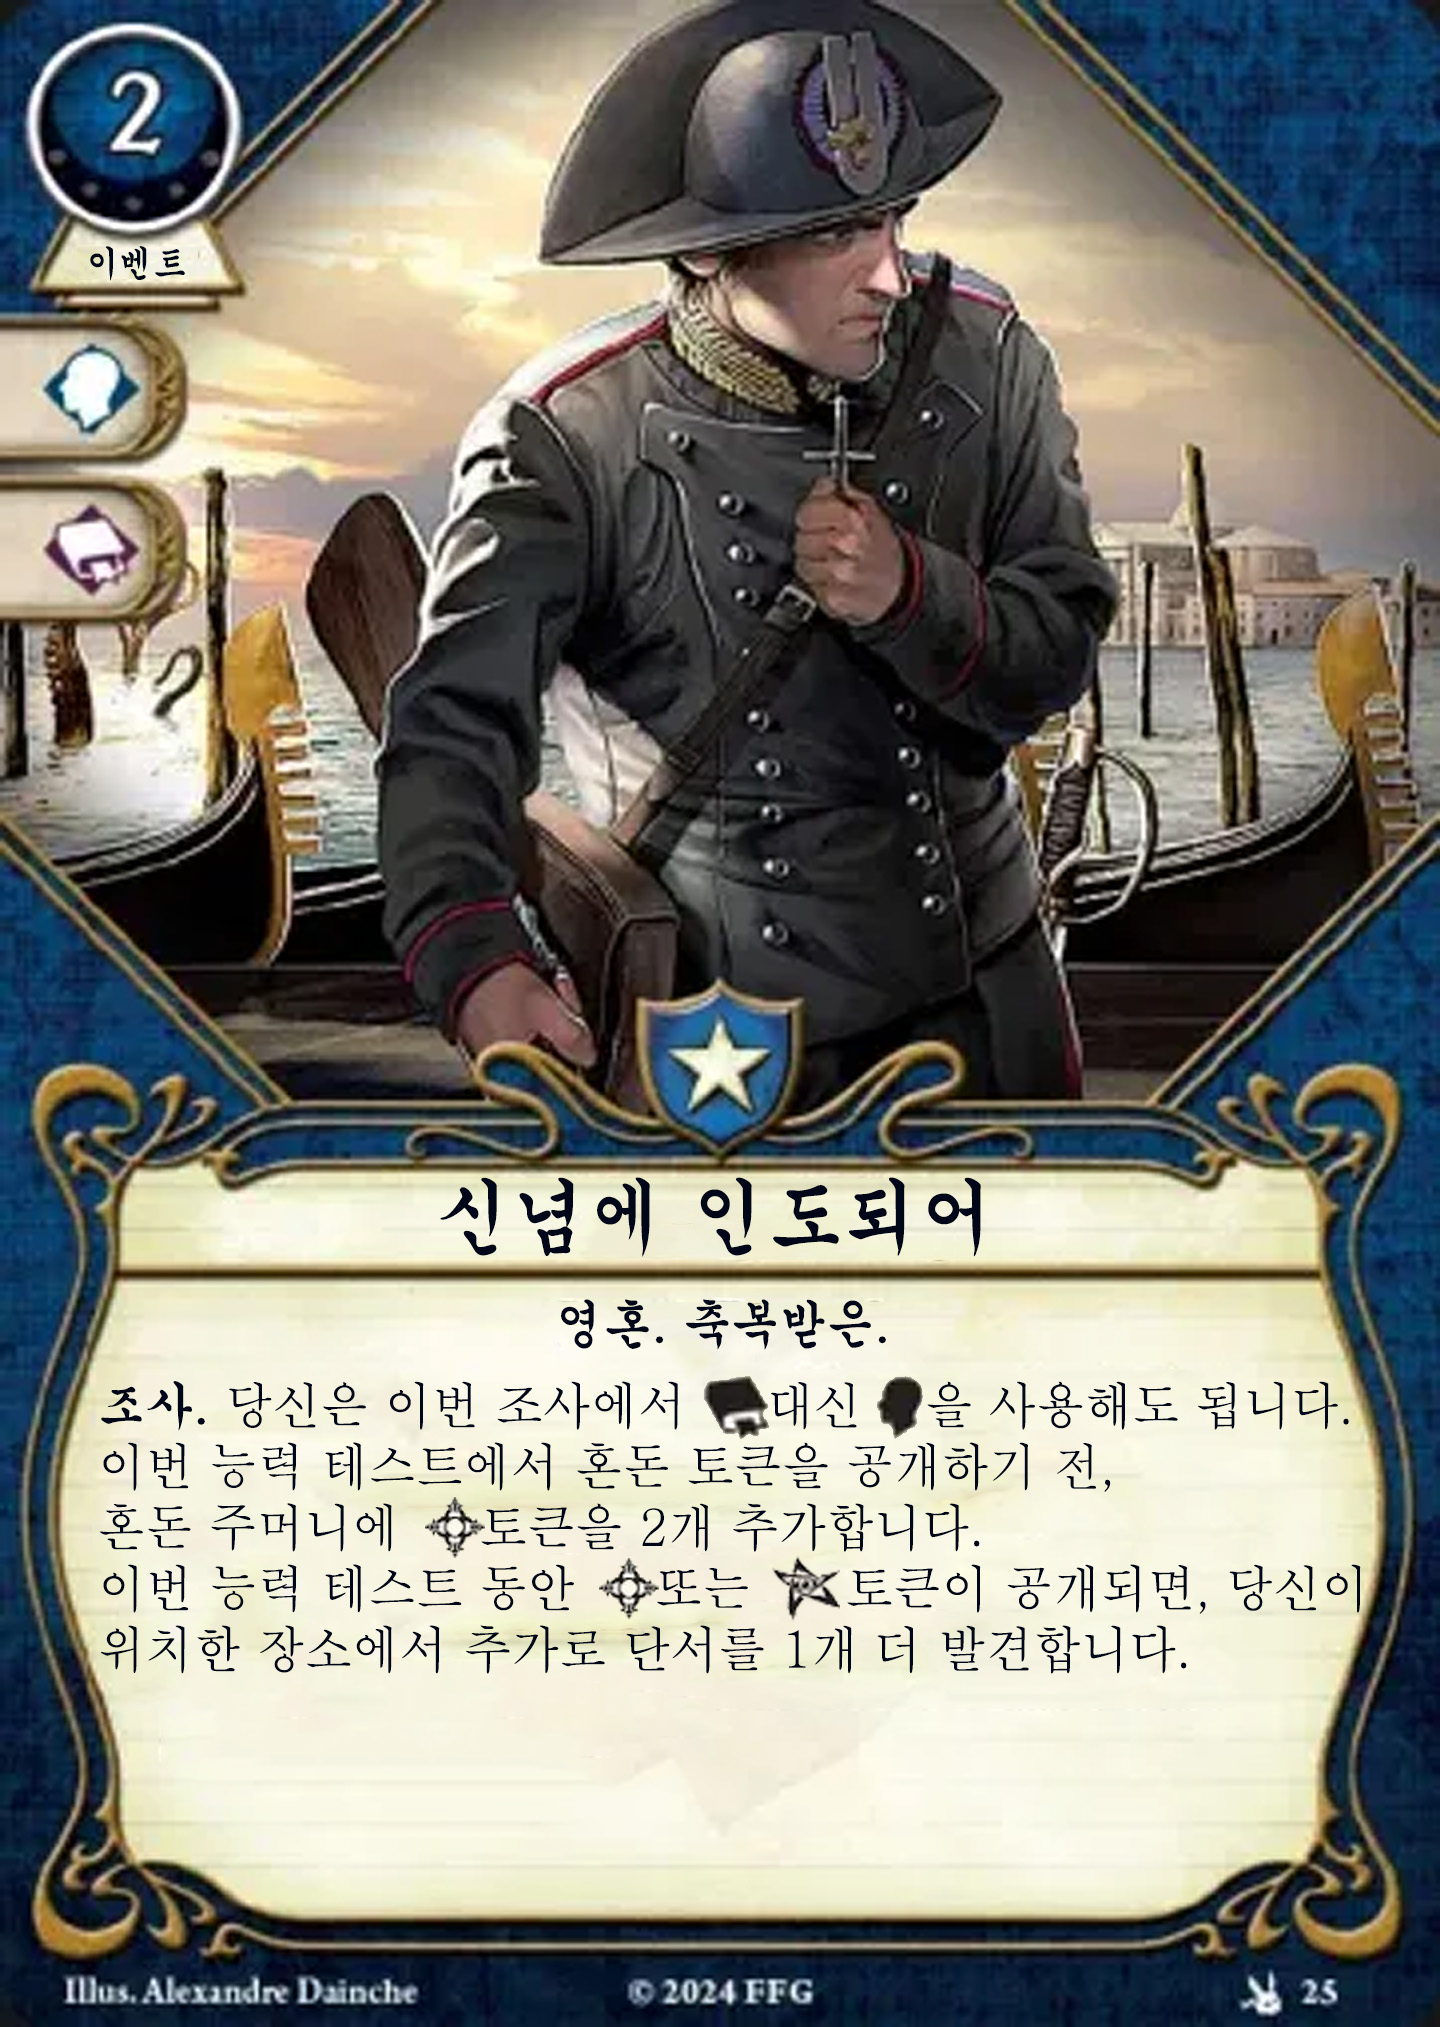 2
이벤트
신념에 인도되어
영혼. 축복받은.
조사. 당신은 이번 조사에서 대신 을 사용해도 됩니다.
이번 능력 테스트에서 혼돈 토큰을 공개하기 전,
혼돈 주머니에 토큰을 2개 추가합니다.
이번 능력 테스트 동안 또는 토큰이 공개되면, 당신이
위치한 장소에서 추가로 단서를 1개 더 발견합니다.
Illus. Alexandre Dainche © 2024 FFG 25